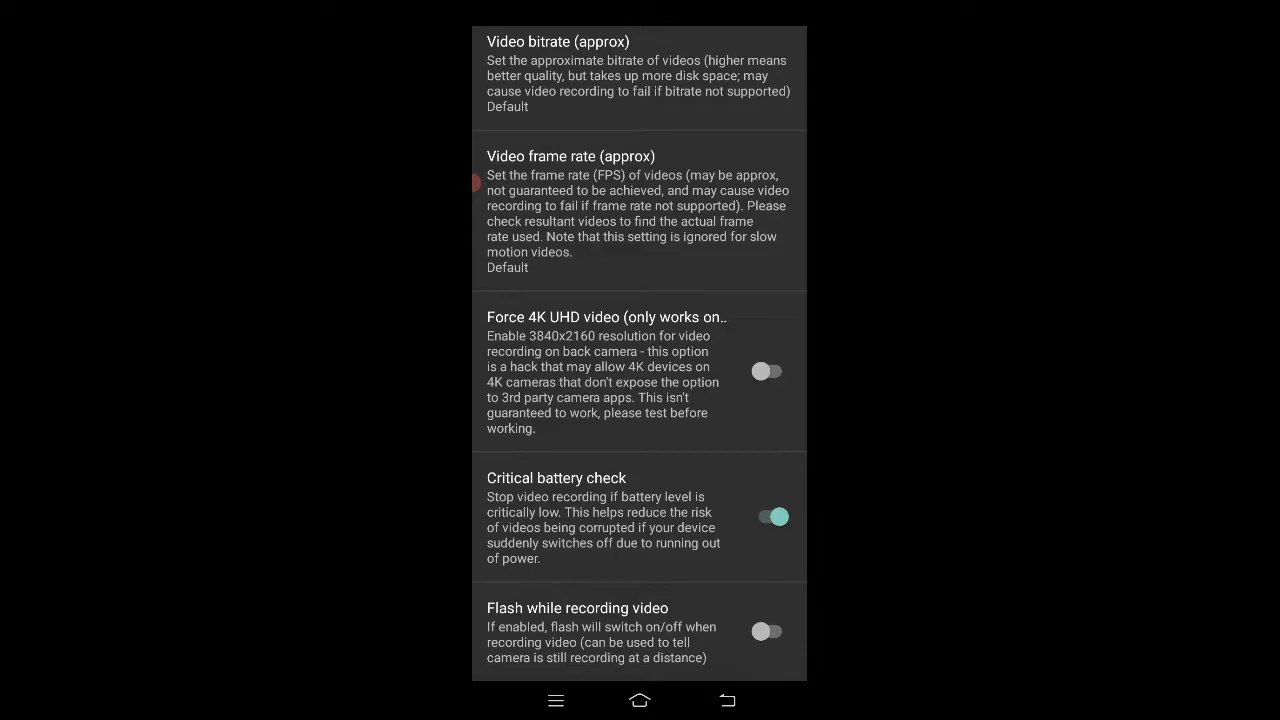 Video bitrate (approx)
Set the approximate bitrate of videos (higher means
better quality, but takes up more disk space; may
cause video recording to fail if bitrate not supported)
Default
Video frame rate (approx)
Set the frame rate (FPS) of videos (may be approx,
not guaranteed to be achieved, and may cause video
recording to fail if frame rate not supported). Please
check resultant videos to find the actual frame
rate used. Note that this setting is ignored for slow
motion videos.
Default
Force 4K UHD video (only works on..
Enable 3840x2160 resolution for video
recording on back camera - this option
is a hack that may allow 4K devices on
4K cameras that don't expose the option
to 3rd party camera apps. This isn't
guaranteed to work, please test before
working.
Critical battery check
Stop video recording if battery level is
critically low. This helps reduce the risk
of videos being corrupted if your device
suddenly switches off due to running out
of power.
Flash while recording video
If enabled, flash will switch on/off when
recording video (can be used to tell
camera is still recording at a distance)